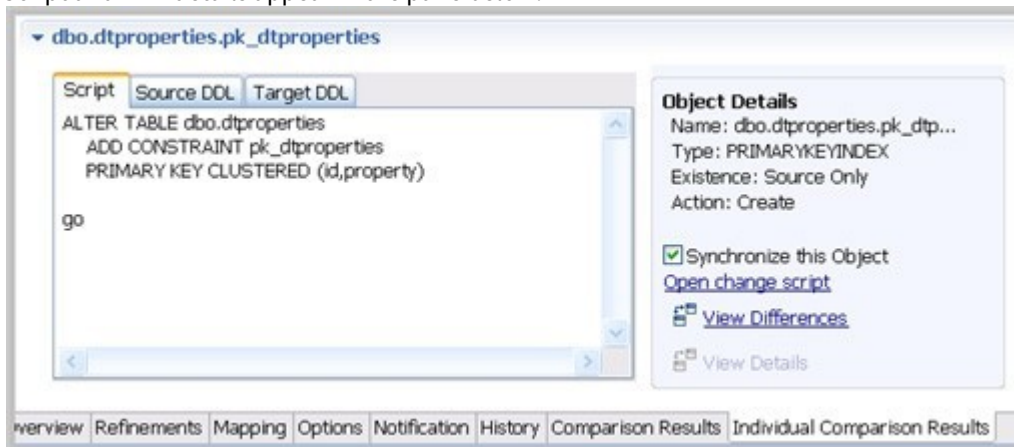 dbo.dtproperties.pk_dtproperties
Script Source DDL Target DDL
ALTER TABLE dbo.dtproperties
ADD CONSTRAINT pk_dtproperties
PRIMARY KEY CLUSTERED (id,property)
go
Object Details
Name: dbo.dtproperties.pk_dtp...
Type: PRIMARYKEYINDEX
Existence: Source Only
Action: Create
Synchronize this Object
Open change script
View Differences
View Details
verview Refinements Mapping Options Notification History Comparison Results Individual Comparison Results